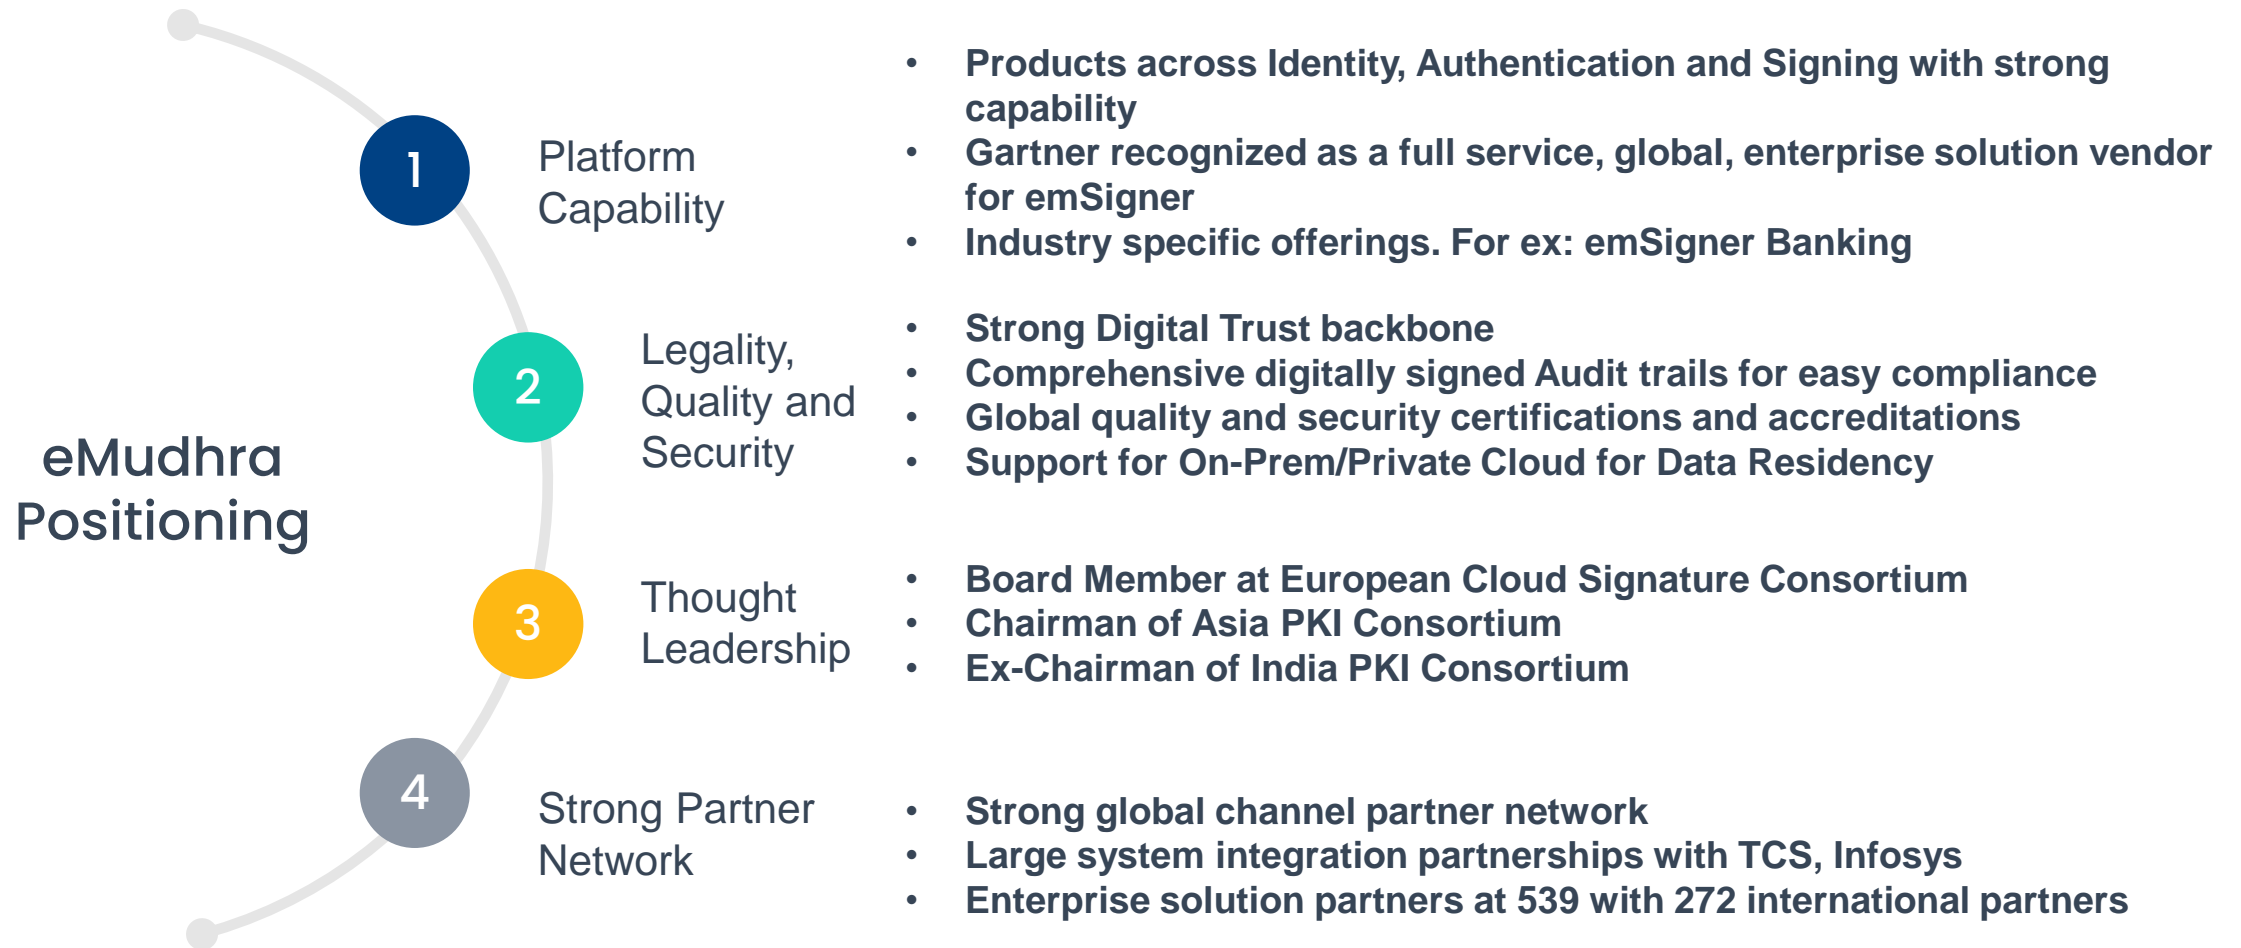 eMudhra
Positioning
1
Platform
Capability
• Products across Identity, Authentication and Signing with strong
capability
• Gartner recognized as a full service, global, enterprise solution vendor
for emSigner
• Industry specific offerings. For ex: emSigner Banking
2
Legality,
Quality and
Security
• Strong Digital Trust backbone
• Comprehensive digitally signed Audit trails for easy compliance
• Global quality and security certifications and accreditations
• Support for On-Prem/Private Cloud for Data Residency
3
Thought
Leadership
• Board Member at European Cloud Signature Consortium
• Chairman of Asia PKI Consortium
• Ex-Chairman of India PKI Consortium
4
Strong Partner
Network
• Strong global channel partner network
• Large system integration partnerships with TCS, Infosys
• Enterprise solution partners at 539 with 272 international partners